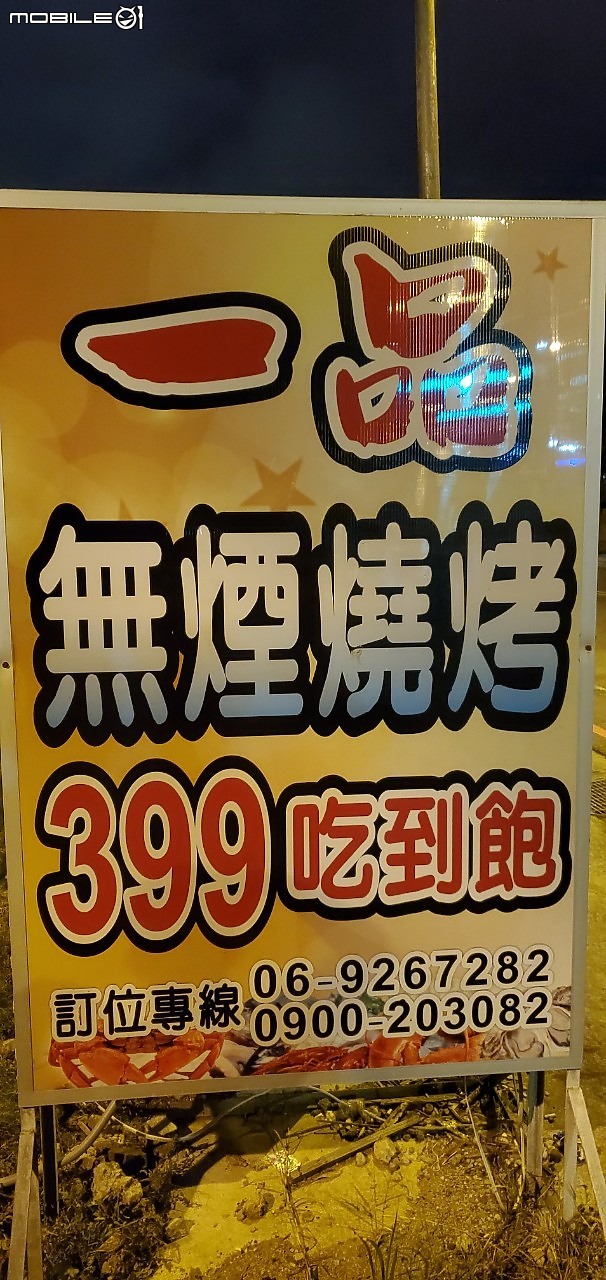 MOBILE01
一品
無煙燒烤
399吃到飽
訂位專線
06-9267282
0900-203082